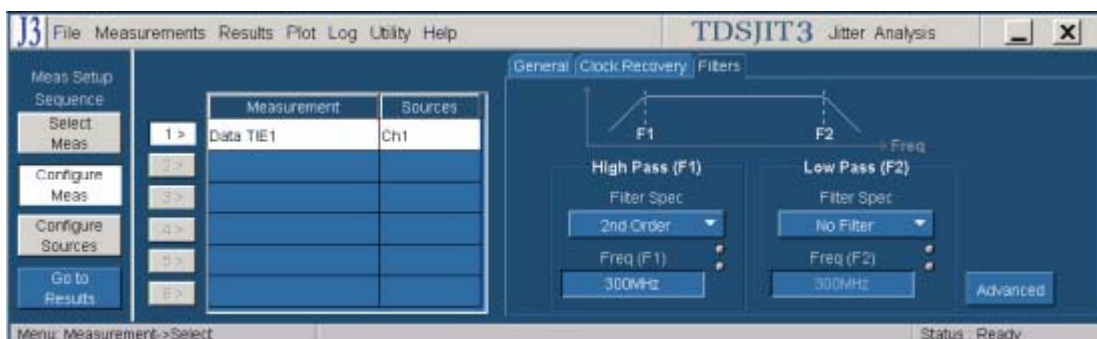 J3 File Measurements Results Plot Log Utility Help TDSJIT3 Jitter Analysis
Meas Setup
Sequence
Select
Meas
Configure
Meas
Configure
Sources
Go to
Results
Measurement Sources
1 > Data TIE1 Ch1
2 >
3 >
4 >
5 >
6 >
General Clock Recovery Filters
F1 F2 Freq
High Pass (F1) Low Pass (F2)
Filter Spec Filter Spec
2nd Order No Filter
Freq (F1) Freq (F2)
300MHz 300MHz
Advanced
Menu: Measurement->Select Status : Ready